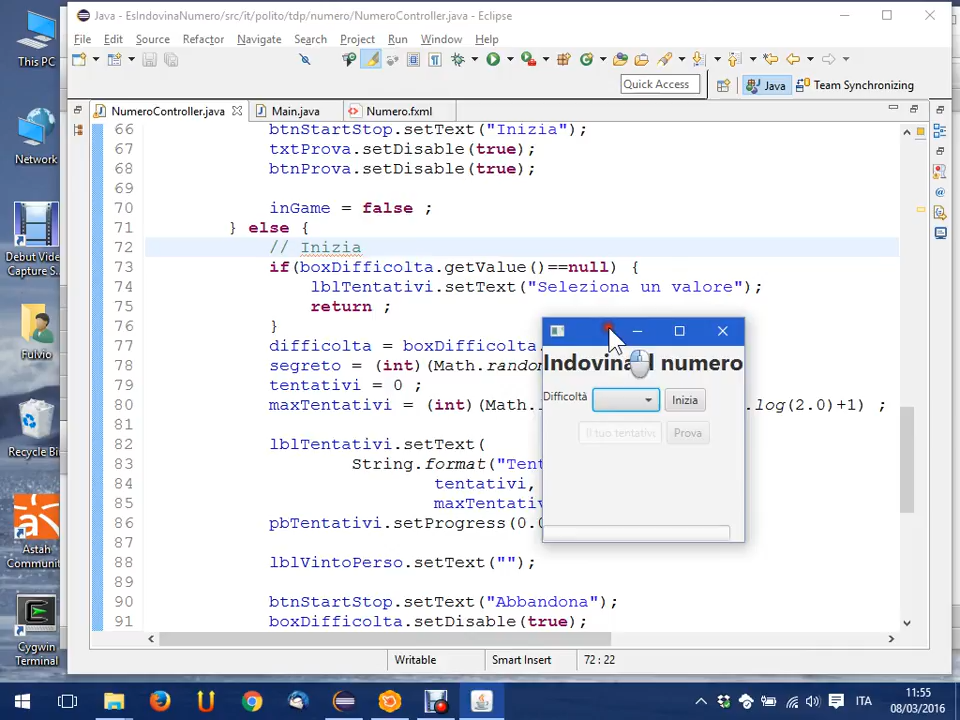 This PC
Network
Debut Vide
Capture S...
Fulvio
Recycle Bi
Astah
Communi
Cygwin
Terminal
Java - EsIndovinaNumero/src/it/polito/tdp/numero/NumeroController.java - Eclipse
File Edit Source Refactor Navigate Search Project Run Window Help
Quick Access
Java
Team Synchronizing
NumeroController.java
Main.java
Numero.fxml
66 btnStartStop.setText("Inizia");
67 txtProva.setDisable(true);
68 btnProva.setDisable(true);
69
70 inGame = false ;
71 } else {
72 // Inizia
73 if(boxDifficolta.getValue()==null) {
74 lblTentativi.setText("Seleziona un valore");
75 return ;
76 }
77 difficolta = boxDifficolta.
78 segreto = (int)(Math.random
79 tentativi = 0 ;
80 maxTentativi = (int)(Math. .log(2.0)+1) ;
81
82 lblTentativi.setText(
83 String.format("Tent
84 tentativi,
85 maxTentativ
86 pbTentativi.setProgress(0.0
87
88 lblVintoPerso.setText("");
89
90 btnStartStop.setText("Abbandona");
91 boxDifficolta.setDisable(true);
Indovina il numero
Difficoltà
Inizia
Il tuo tentativo
Prova
Writable
Smart Insert
72 : 22
ITA
11:55
08/03/2016